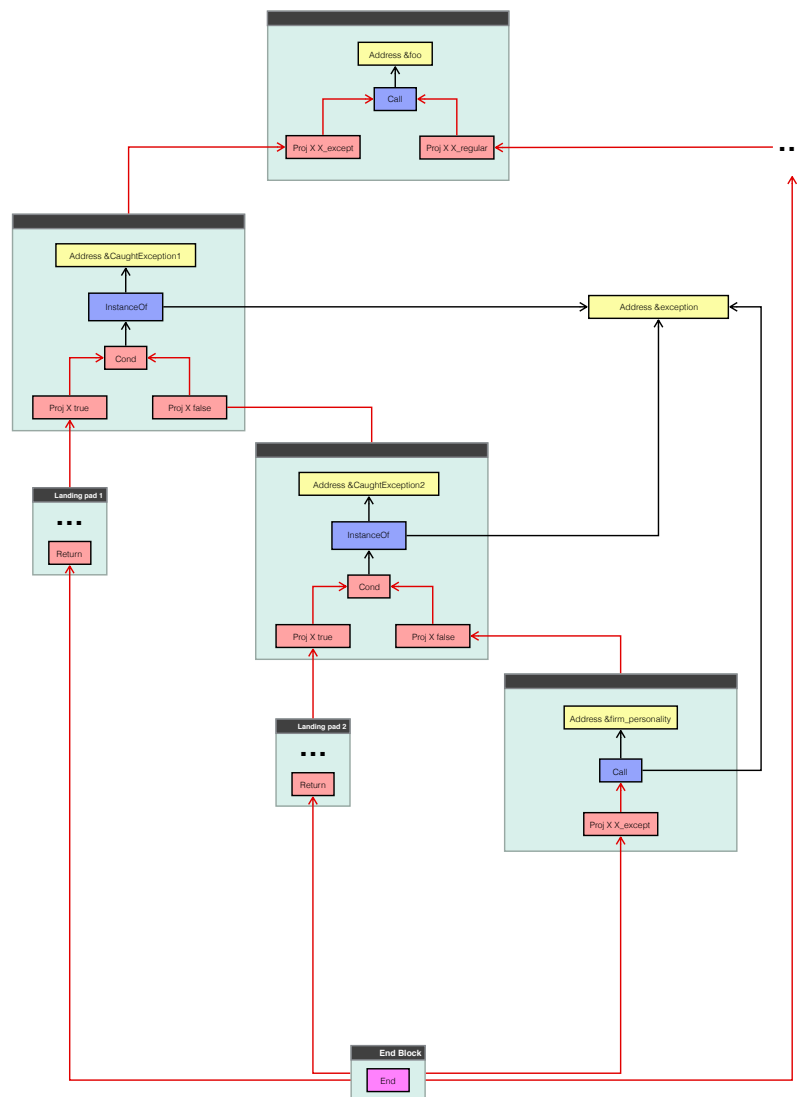 Address &foo
Call
Proj X X_except
Proj X X_regular
..
Address &CaughtException1
InstanceOf
Address &exception
Cond
Proj X true
Proj X false
Address &CaughtException2
Landing pad 1
...
InstanceOf
Return
Cond
Proj X true
Proj X false
Address &firm_personality
Landing pad 2
...
Call
Return
Proj X X_except
End Block
End